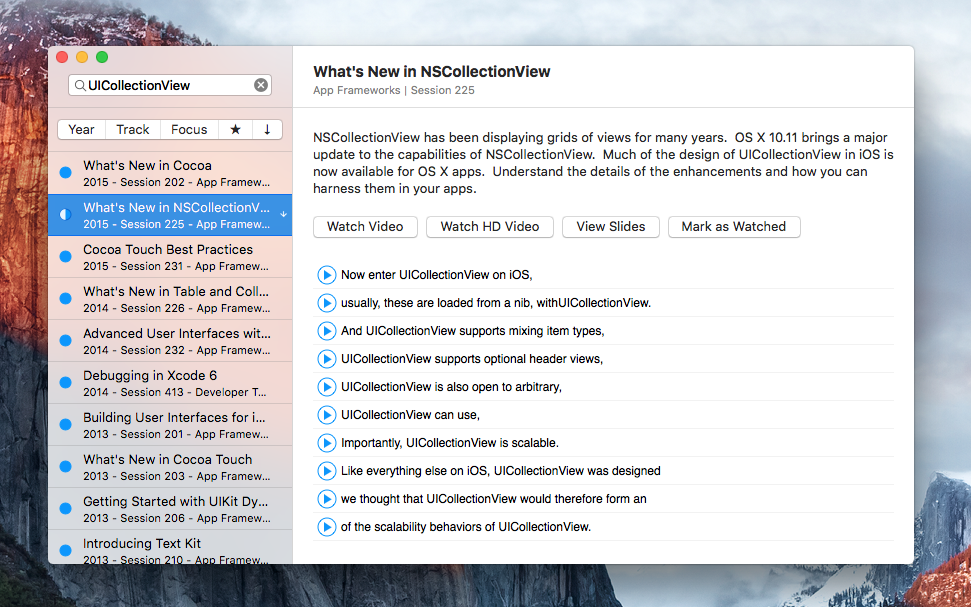 UICollectionView
Year Track Focus ★ ↓
What's New in Cocoa
2015 - Session 202 - App Framew...
What's New in NSCollectionV...
2015 - Session 225 - App Framew...
Cocoa Touch Best Practices
2015 - Session 231 - App Framew...
What's New in Table and Coll...
2014 - Session 226 - App Framew...
Advanced User Interfaces wit...
2014 - Session 232 - App Framew...
Debugging in Xcode 6
2014 - Session 413 - Developer T...
Building User Interfaces for i...
2013 - Session 201 - App Framew...
What's New in Cocoa Touch
2013 - Session 203 - App Framew...
Getting Started with UIKit Dy...
2013 - Session 206 - App Framew...
Introducing Text Kit
2013 - Session 210 - App Framew...
What's New in NSCollectionView
App Frameworks | Session 225
NSCollectionView has been displaying grids of views for many years.  OS X 10.11 brings a major
update to the capabilities of NSCollectionView.  Much of the design of UICollectionView in iOS is
now available for OS X apps.  Understand the details of the enhancements and how you can
harness them in your apps.
Watch Video Watch HD Video View Slides Mark as Watched
Now enter UICollectionView on iOS,
usually, these are loaded from a nib, withUICollectionView.
And UICollectionView supports mixing item types,
UICollectionView supports optional header views,
UICollectionView is also open to arbitrary,
UICollectionView can use,
Importantly, UICollectionView is scalable.
Like everything else on iOS, UICollectionView was designed
we thought that UICollectionView would therefore form an
of the scalability behaviors of UICollectionView.